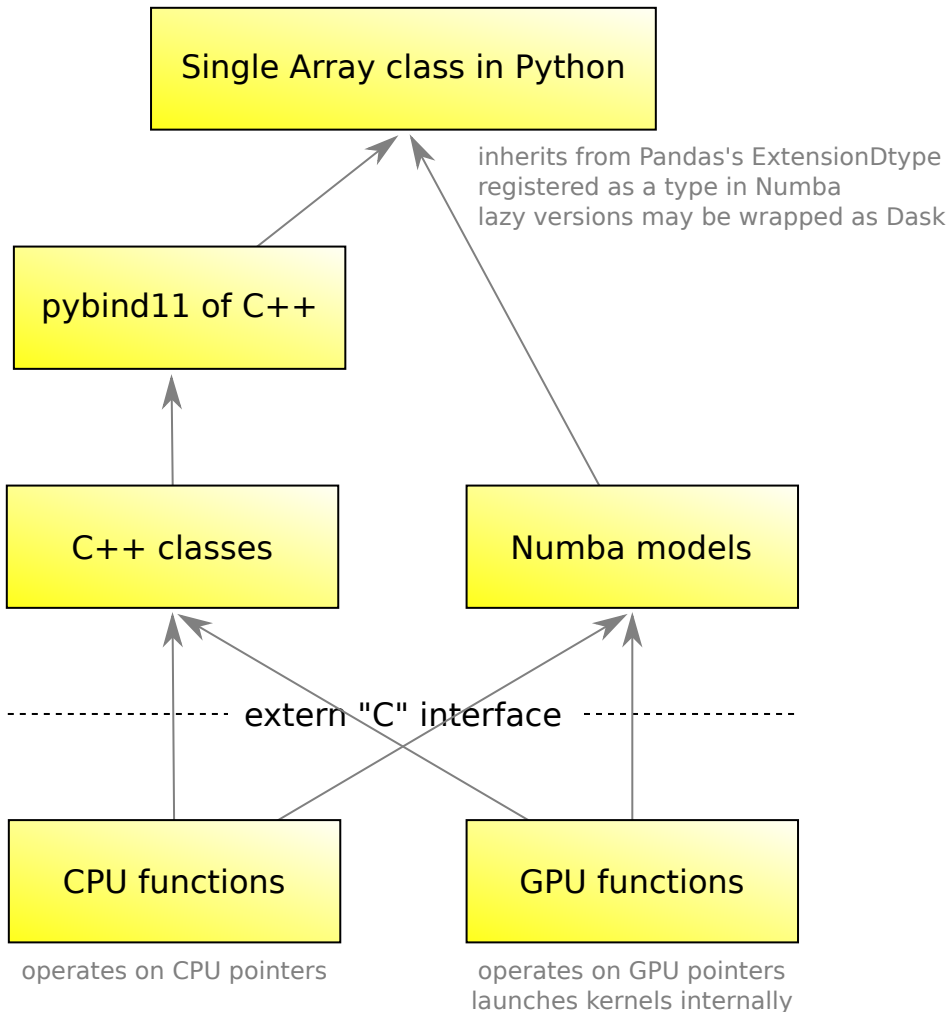 Single Array class in Python
inherits from Pandas's ExtensionDtype
registered as a type in Numba
lazy versions may be wrapped as Dask
pybind11 of C++
C++ classes
Numba models
extern "C" interface
CPU functions
GPU functions
operates on CPU pointers
operates on GPU pointers
launches kernels internally